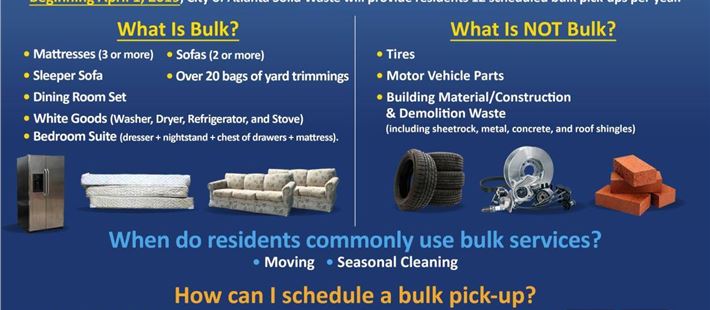 Beginning April 1, 2015, City of Atlanta Solid Waste will provide residents 12 scheduled bulk pick-ups per year.
What Is Bulk?
• Mattresses (3 or more) • Sofas (2 or more)
• Sleeper Sofa • Over 20 bags of yard trimmings
• Dining Room Set
• White Goods (Washer, Dryer, Refrigerator, and Stove)
• Bedroom Suite (dresser + nightstand + chest of drawers + mattress).
What Is NOT Bulk?
• Tires
• Motor Vehicle Parts
• Building Material/Construction
& Demolition Waste
(including sheetrock, metal, concrete, and roof shingles)
When do residents commonly use bulk services?
• Moving • Seasonal Cleaning
How can I schedule a bulk pick-up?